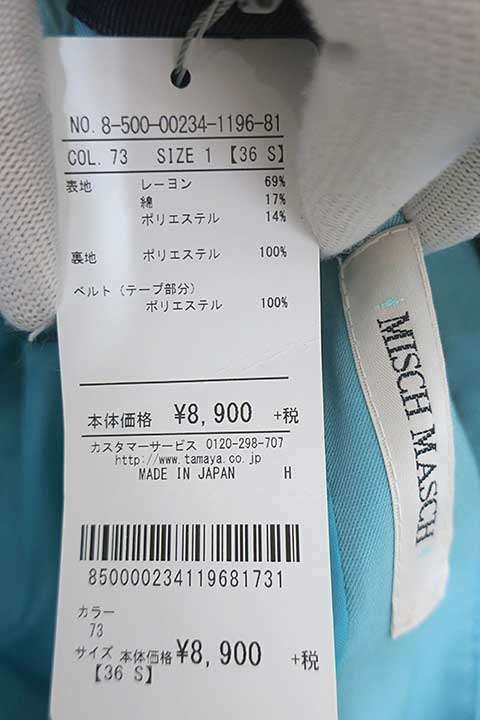 NO. 8-500-00234-1196-81
COL. 73 SIZE 1 【36 S】
表地 レーヨン 69%
綿 17%
ポリエステル 14%
裏地 ポリエステル 100%
ベルト (テープ部分)
ポリエステル 100%
本体価格 ¥8,900 +税
カスタマーサービス 0120-298-707
http://www.tamaya.co.jp
MADE IN JAPAN H
850000234119681731
カラー
73
サイズ 本体価格 ¥8,900 +税
【36 S】
MISCH MASCH